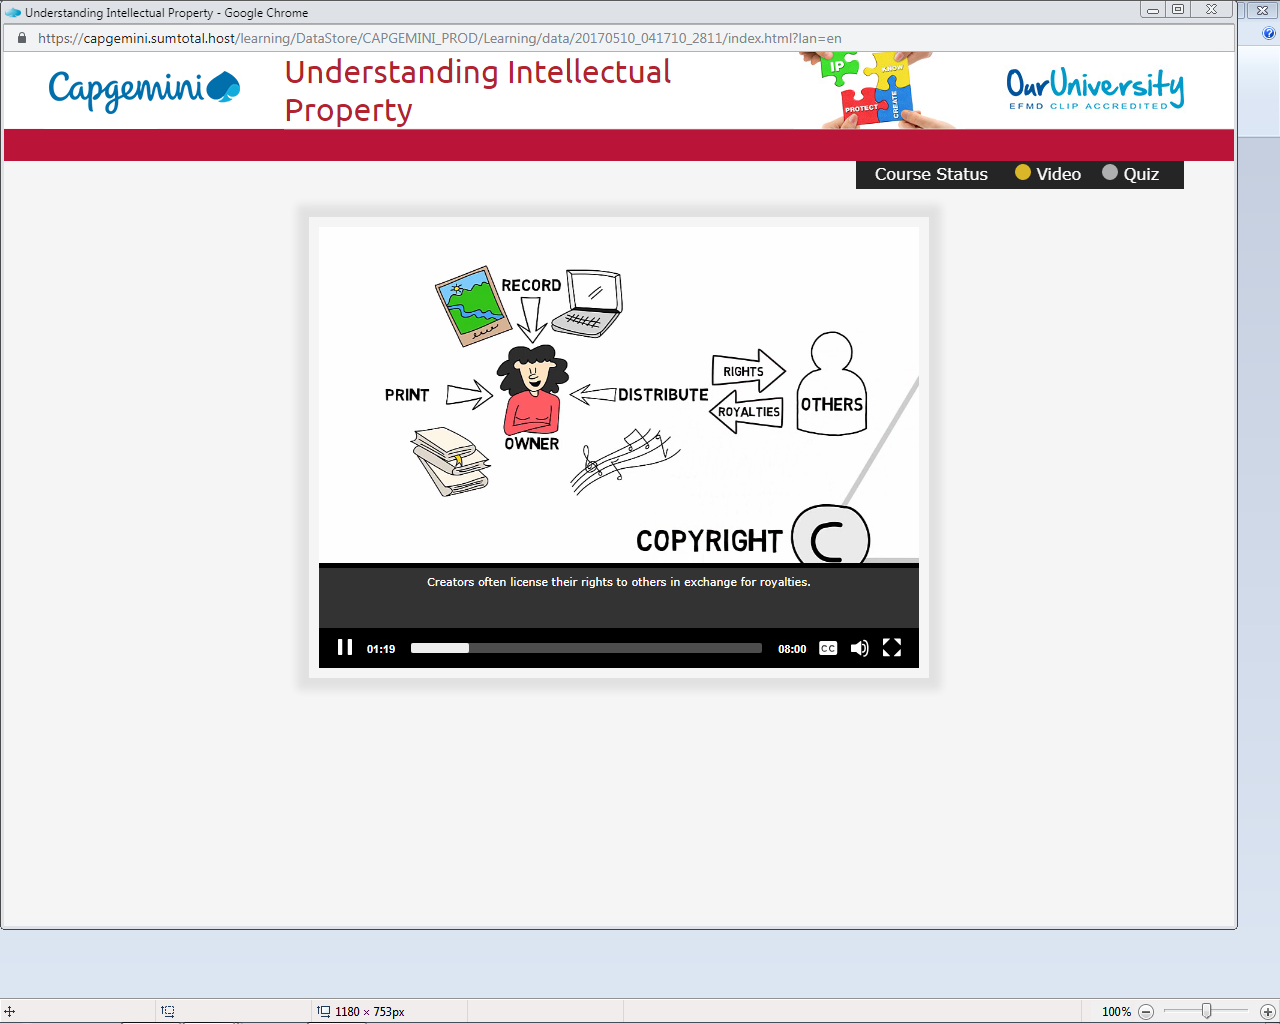 Understanding Intellectual Property - Google Chrome
https://capgemini.sumtotal.host/learning/DataStore/CAPGEMINI_PROD/Learning/data/20170510_041710_2811/index.html?lan=en
Capgemini
Understanding Intellectual
Property
IP
KNOW
PROTECT
CREATE
OurUniversity
EFMD CLIP ACCREDITED
Course Status Video Quiz
RECORD
PRINT
DISTRIBUTE
RIGHTS
ROYALTIES
OTHERS
OWNER
COPYRIGHT C
Creators often license their rights to others in exchange for royalties.
01:19 08:00 CC
1180 × 753px 100%